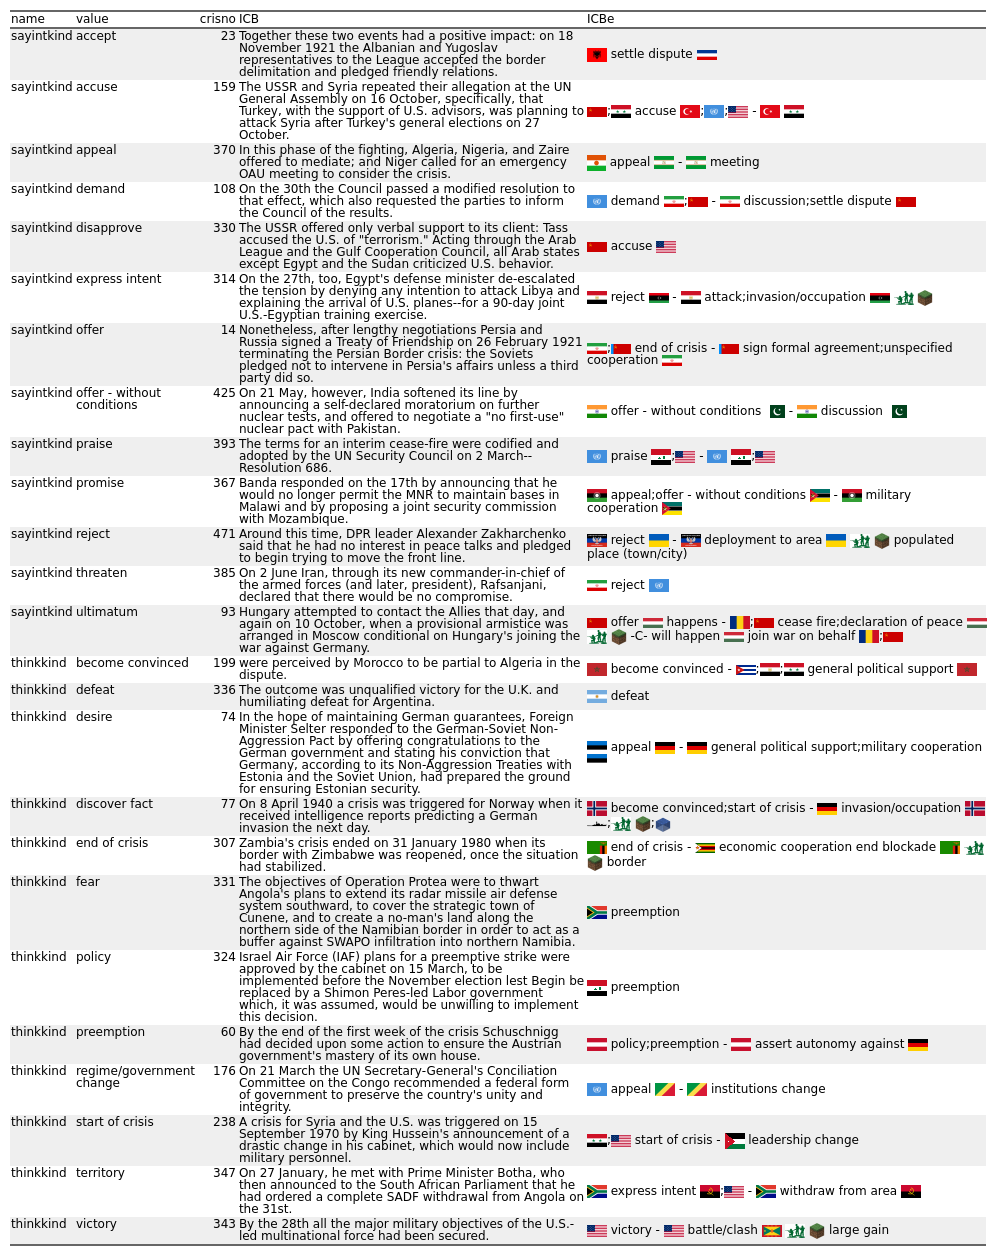 name value crisno ICB ICBe
sayintkind accept 23 Together these two events had a positive impact: on 18
November 1921 the Albanian and Yugoslav
representatives to the League accepted the border
delimitation and pledged friendly relations.
settle dispute
sayintkind accuse 159 The USSR and Syria repeated their allegation at the UN
General Assembly on 16 October, specifically, that
Turkey, with the support of U.S. advisors, was planning to
attack Syria after Turkey's general elections on 27
October.
; accuse ; ; -
sayintkind appeal 370 In this phase of the fighting, Algeria, Nigeria, and Zaire
offered to mediate; and Niger called for an emergency
OAU meeting to consider the crisis.
appeal - meeting
sayintkind demand 108 On the 30th the Council passed a modified resolution to
that effect, which also requested the parties to inform
the Council of the results.
demand ; - discussion;settle dispute
sayintkind disapprove 330 The USSR offered only verbal support to its client: Tass
accused the U.S. of "terrorism." Acting through the Arab
League and the Gulf Cooperation Council, all Arab states
except Egypt and the Sudan criticized U.S. behavior.
accuse
sayintkind express intent 314 On the 27th, too, Egypt's defense minister de-escalated
the tension by denying any intention to attack Libya and
explaining the arrival of U.S. planes--for a 90-day joint
U.S.-Egyptian training exercise.
reject - attack;invasion/occupation
sayintkind offer 14 Nonetheless, after lengthy negotiations Persia and
Russia signed a Treaty of Friendship on 26 February 1921
terminating the Persian Border crisis: the Soviets
pledged not to intervene in Persia's affairs unless a third
party did so.
; end of crisis - sign formal agreement;unspecified
cooperation
sayintkind offer - without
conditions
425 On 21 May, however, India softened its line by
announcing a self-declared moratorium on further
nuclear tests, and offered to negotiate a "no first-use"
nuclear pact with Pakistan.
offer - without conditions - discussion
sayintkind praise 393 The terms for an interim cease-fire were codified and
adopted by the UN Security Council on 2 March--
Resolution 686.
praise ; - ;
sayintkind promise 367 Banda responded on the 17th by announcing that he
would no longer permit the MNR to maintain bases in
Malawi and by proposing a joint security commission
with Mozambique.
appeal;offer - without conditions - military
cooperation
sayintkind reject 471 Around this time, DPR leader Alexander Zakharchenko
said that he had no interest in peace talks and pledged
to begin trying to move the front line.
reject - deployment to area populated
place (town/city)
sayintkind threaten 385 On 2 June Iran, through its new commander-in-chief of
the armed forces (and later, president), Rafsanjani,
declared that there would be no compromise.
reject
sayintkind ultimatum 93 Hungary attempted to contact the Allies that day, and
again on 10 October, when a provisional armistice was
arranged in Moscow conditional on Hungary's joining the
war against Germany.
offer happens - ; cease fire;declaration of peace
-C- will happen join war on behalf ;
thinkkind become convinced 199 were perceived by Morocco to be partial to Algeria in the
dispute.
become convinced - ; ; general political support
thinkkind defeat 336 The outcome was unqualified victory for the U.K. and
humiliating defeat for Argentina.
defeat
thinkkind desire 74 In the hope of maintaining German guarantees, Foreign
Minister Selter responded to the German-Soviet Non-
Aggression Pact by offering congratulations to the
German government and stating his conviction that
Germany, according to its Non-Aggression Treaties with
Estonia and the Soviet Union, had prepared the ground
for ensuring Estonian security.
appeal - general political support;military cooperation
thinkkind discover fact 77 On 8 April 1940 a crisis was triggered for Norway when it
received intelligence reports predicting a German
invasion the next day.
become convinced;start of crisis - invasion/occupation
; ;
thinkkind end of crisis 307 Zambia's crisis ended on 31 January 1980 when its
border with Zimbabwe was reopened, once the situation
had stabilized.
end of crisis - economic cooperation end blockade
border
thinkkind fear 331 The objectives of Operation Protea were to thwart
Angola's plans to extend its radar missile air defense
system southward, to cover the strategic town of
Cunene, and to create a no-man's land along the
northern side of the Namibian border in order to act as a
buffer against SWAPO infiltration into northern Namibia.
preemption
thinkkind policy 324 Israel Air Force (IAF) plans for a preemptive strike were
approved by the cabinet on 15 March, to be
implemented before the November election lest Begin be
replaced by a Shimon Peres-led Labor government
which, it was assumed, would be unwilling to implement
this decision.
preemption
thinkkind preemption 60 By the end of the first week of the crisis Schuschnigg
had decided upon some action to ensure the Austrian
government's mastery of its own house.
policy;preemption - assert autonomy against
thinkkind regime/government
change
176 On 21 March the UN Secretary-General's Conciliation
Committee on the Congo recommended a federal form
of government to preserve the country's unity and
integrity.
appeal - institutions change
thinkkind start of crisis 238 A crisis for Syria and the U.S. was triggered on 15
September 1970 by King Hussein's announcement of a
drastic change in his cabinet, which would now include
military personnel.
; start of crisis - leadership change
thinkkind territory 347 On 27 January, he met with Prime Minister Botha, who
then announced to the South African Parliament that he
had ordered a complete SADF withdrawal from Angola on
the 31st.
express intent ; - withdraw from area
thinkkind victory 343 By the 28th all the major military objectives of the U.S.-
led multinational force had been secured.
victory - battle/clash large gain